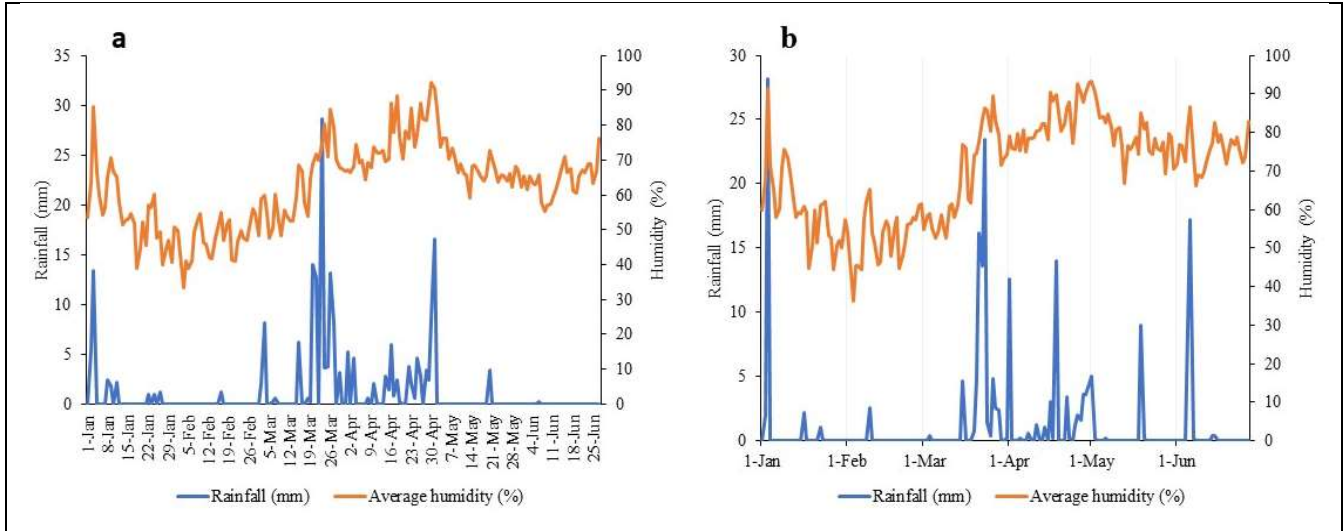 a
Rainfall (mm)
35
30
25
20
15
10
5
0
100
90
80
70
60
50
40
30
20
10
0
Humidity (%)
1-Jan
8-Jan
15-Jan
22-Jan
29-Jan
5-Feb
12-Feb
19-Feb
26-Feb
5-Mar
12-Mar
19-Mar
26-Mar
2-Apr
9-Apr
16-Apr
23-Apr
30-Apr
7-May
14-May
21-May
28-May
4-Jun
11-Jun
18-Jun
25-Jun
Rainfall (mm)
Average humidity (%)
b
Rainfall (mm)
30
25
20
15
10
5
0
100
90
80
70
60
50
40
30
20
10
0
Humidity (%)
1-Jan
1-Feb
1-Mar
1-Apr
1-May
1-Jun
Rainfall (mm)
Average humidity (%)